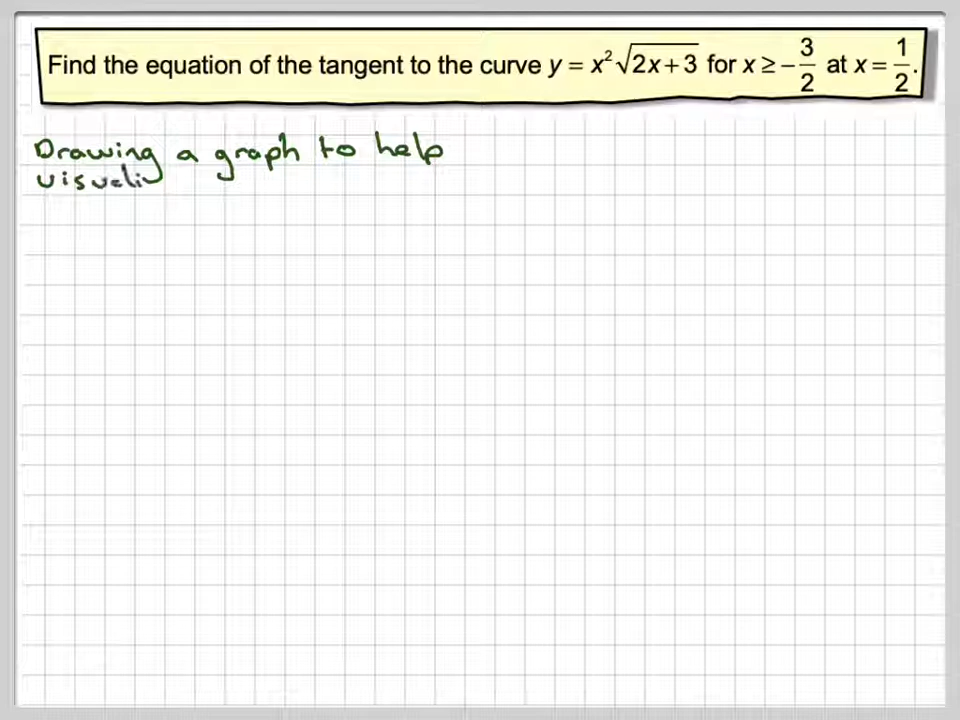 Find the equation of the tangent to the curve y = x²√(2x+3) for x ≥ -3/2 at x = 1/2.
Drawing a graph to help
visuali